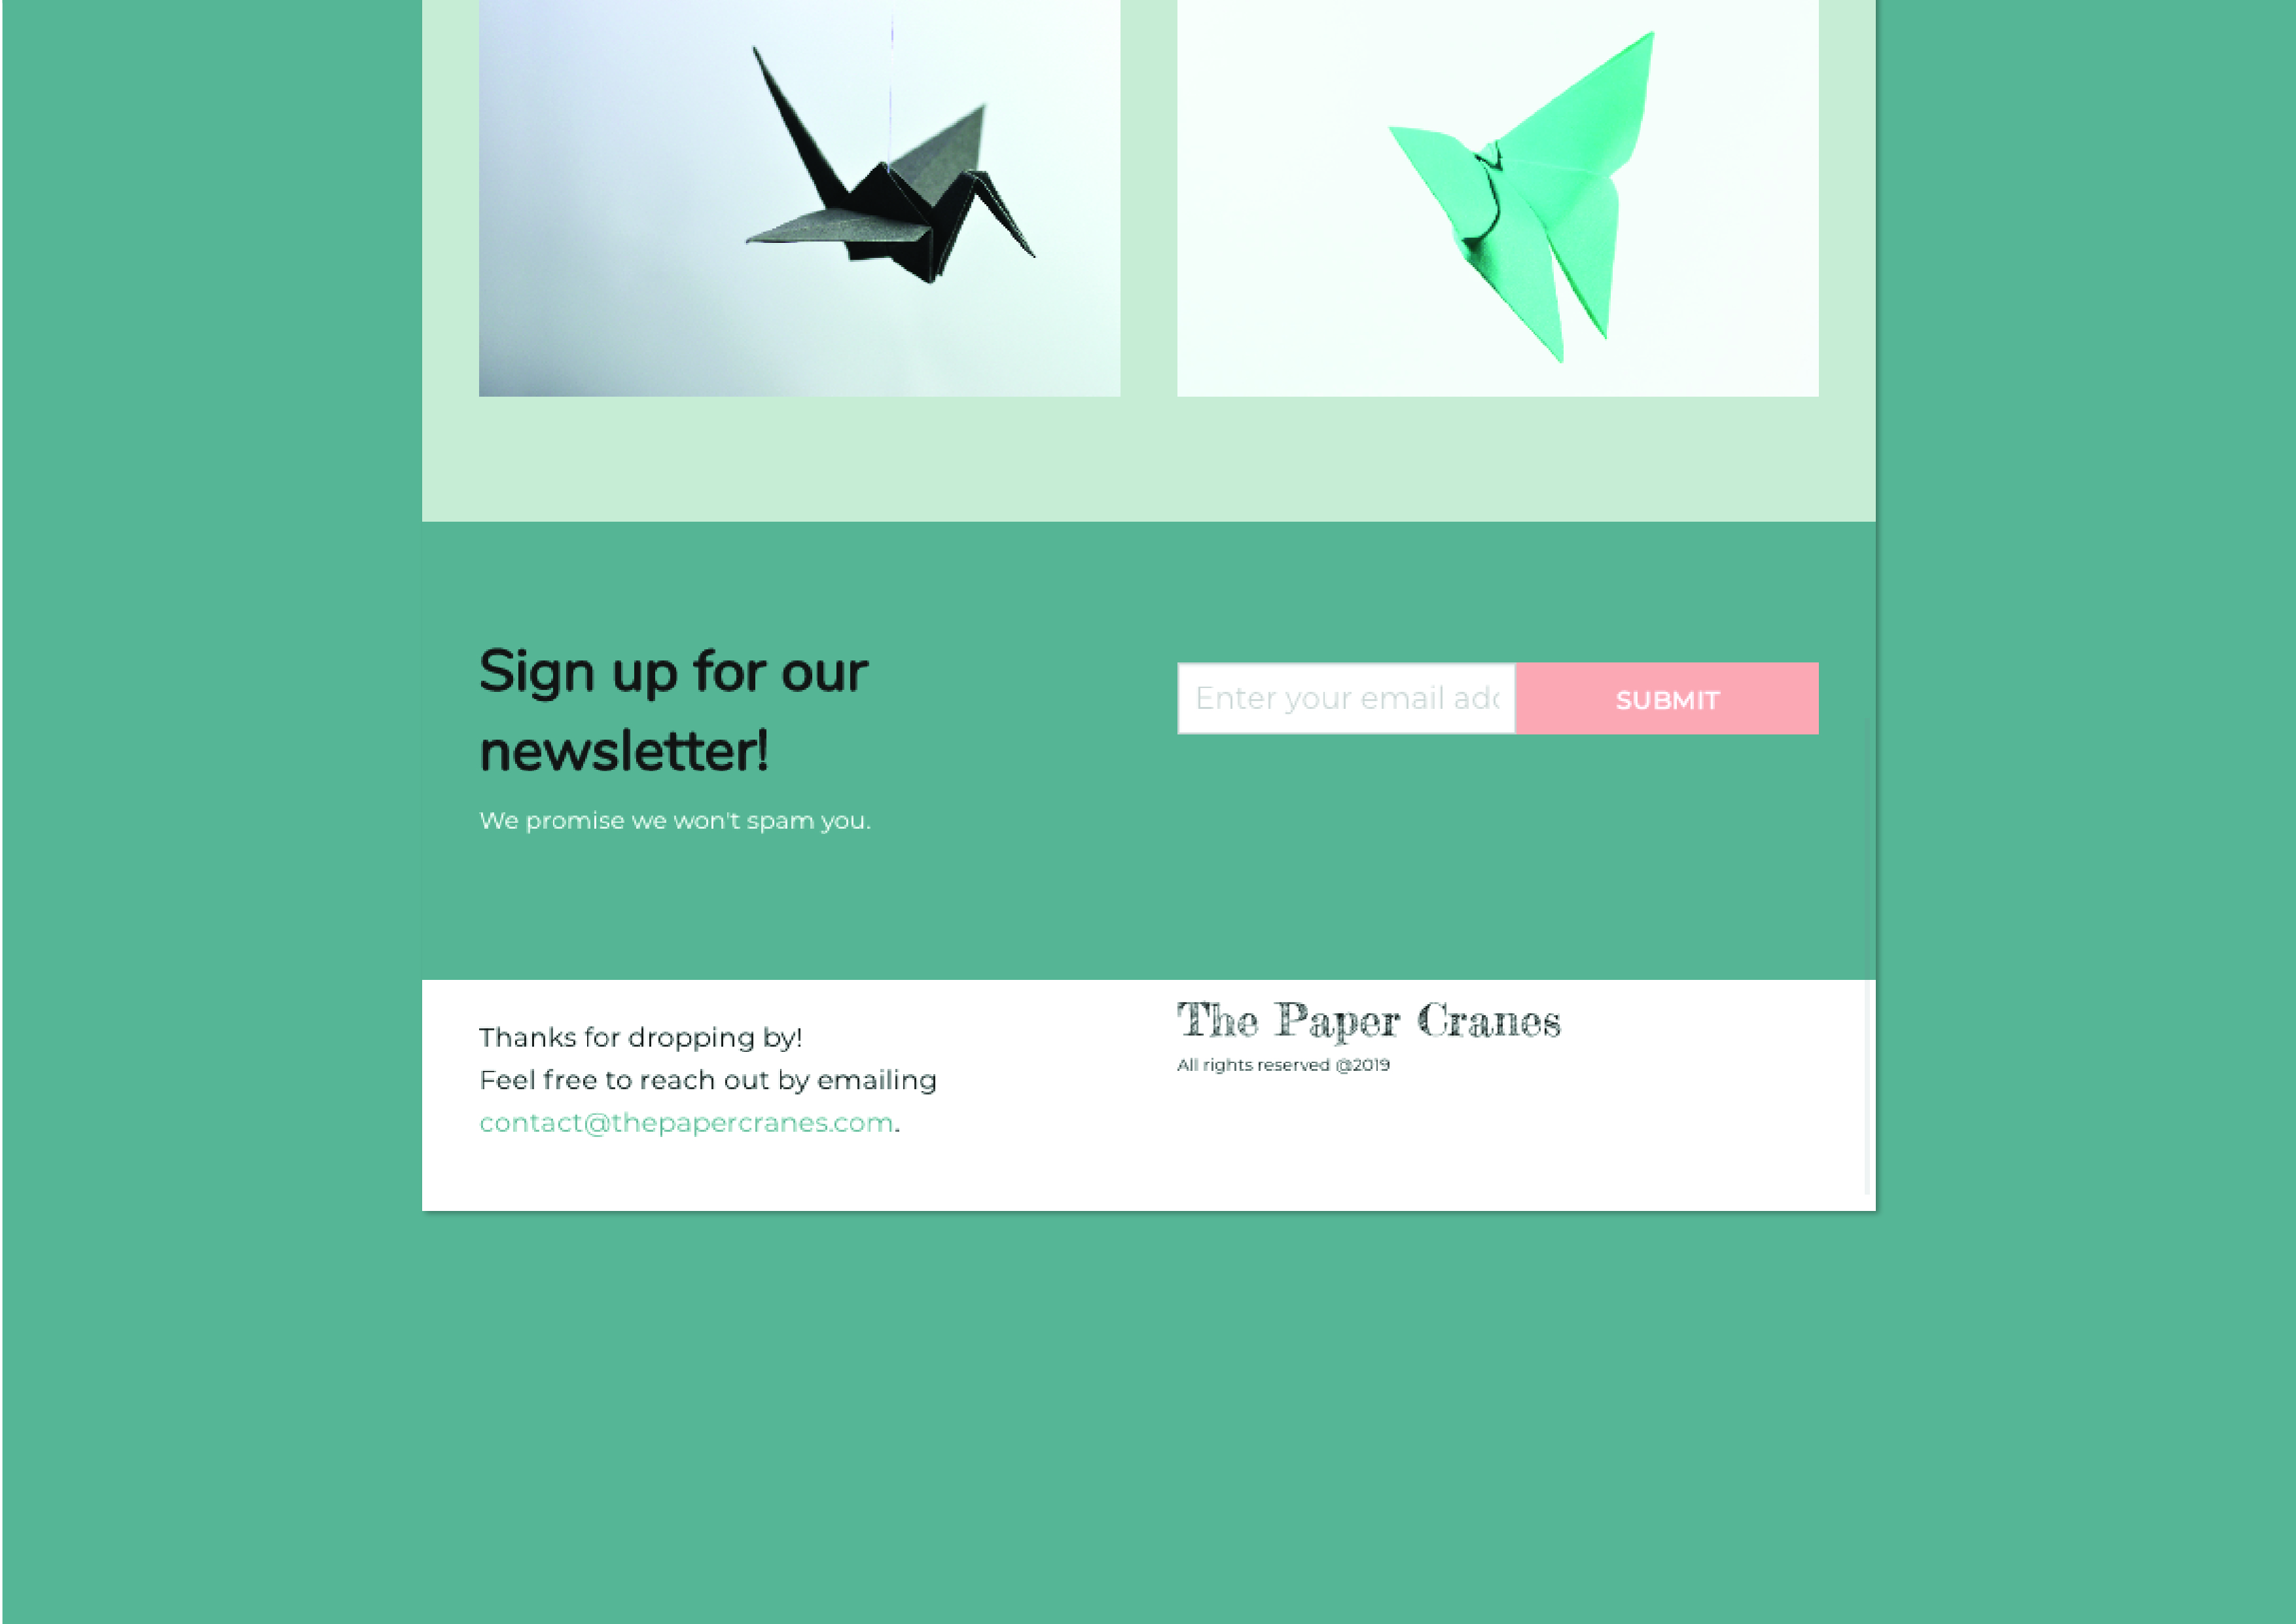 Sign up for our
newsletter!
We promise we won't spam you.
Enter your email
SUBMIT
Thanks for dropping by!
Feel free to reach out by emailing
contact@thepapercranes.com.
The Paper Cranes
All rights reserved @2019